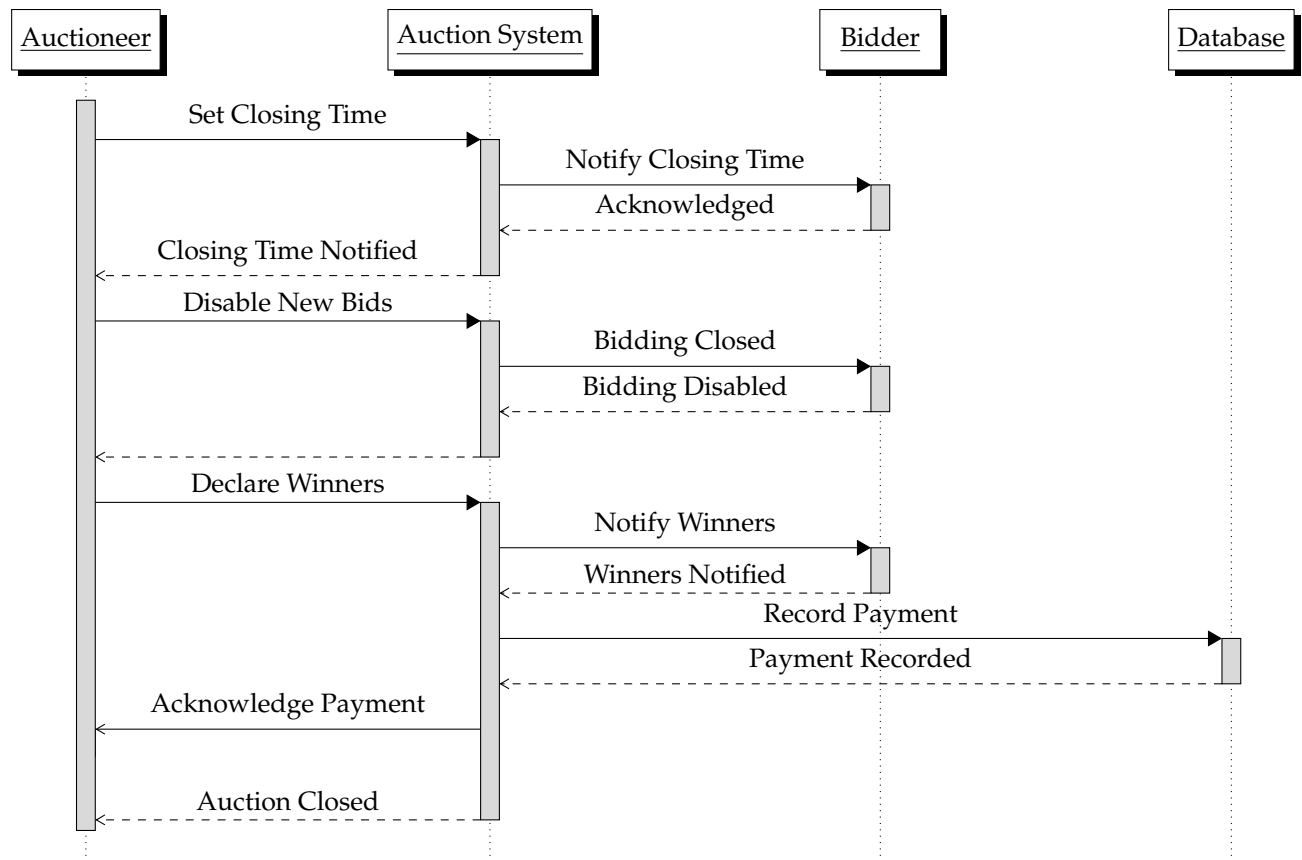 Auctioneer
Auction System
Bidder
Database
Set Closing Time
Notify Closing Time
Acknowledged
Closing Time Notified
Disable New Bids
Bidding Closed
Bidding Disabled
Declare Winners
Notify Winners
Winners Notified
Record Payment
Payment Recorded
Acknowledge Payment
Auction Closed